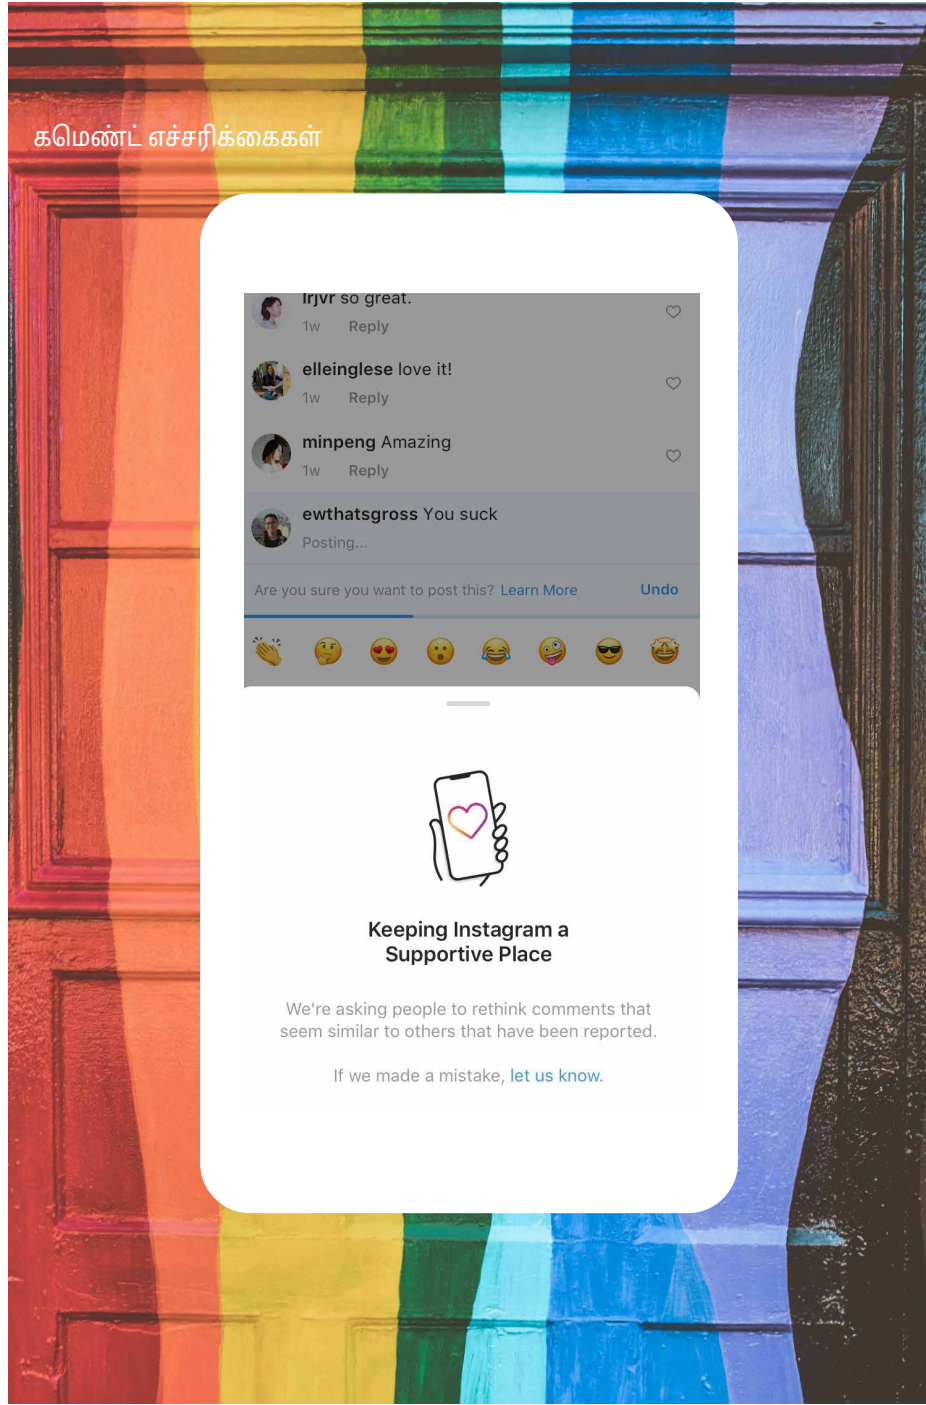 கமெண்ட் எச்சரிக்கைகள்
lrjvr so great.
1w Reply
elleinglese love it!
1w Reply
minpeng Amazing
1w Reply
ewthatsgross You suck
Posting...
Are you sure you want to post this? Learn More Undo
Keeping Instagram a
Supportive Place
We're asking people to rethink comments that
seem similar to others that have been reported.
If we made a mistake, let us know.